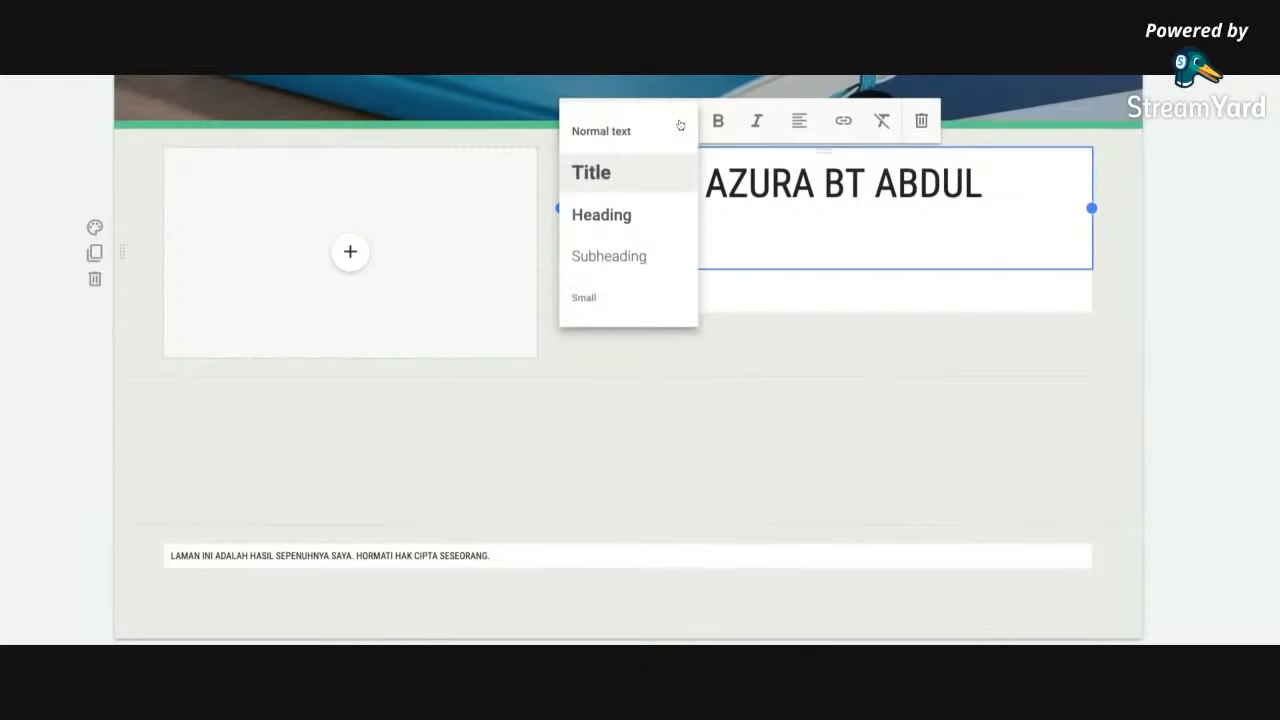 Powered by
StreamYard
Normal text
Title
Heading
Subheading
Small
B I
AZURA BT ABDUL
LAMAN INI ADALAH HASIL SEPENUHNYA SAYA. HORMATI HAK CIPTA SESEORANG.